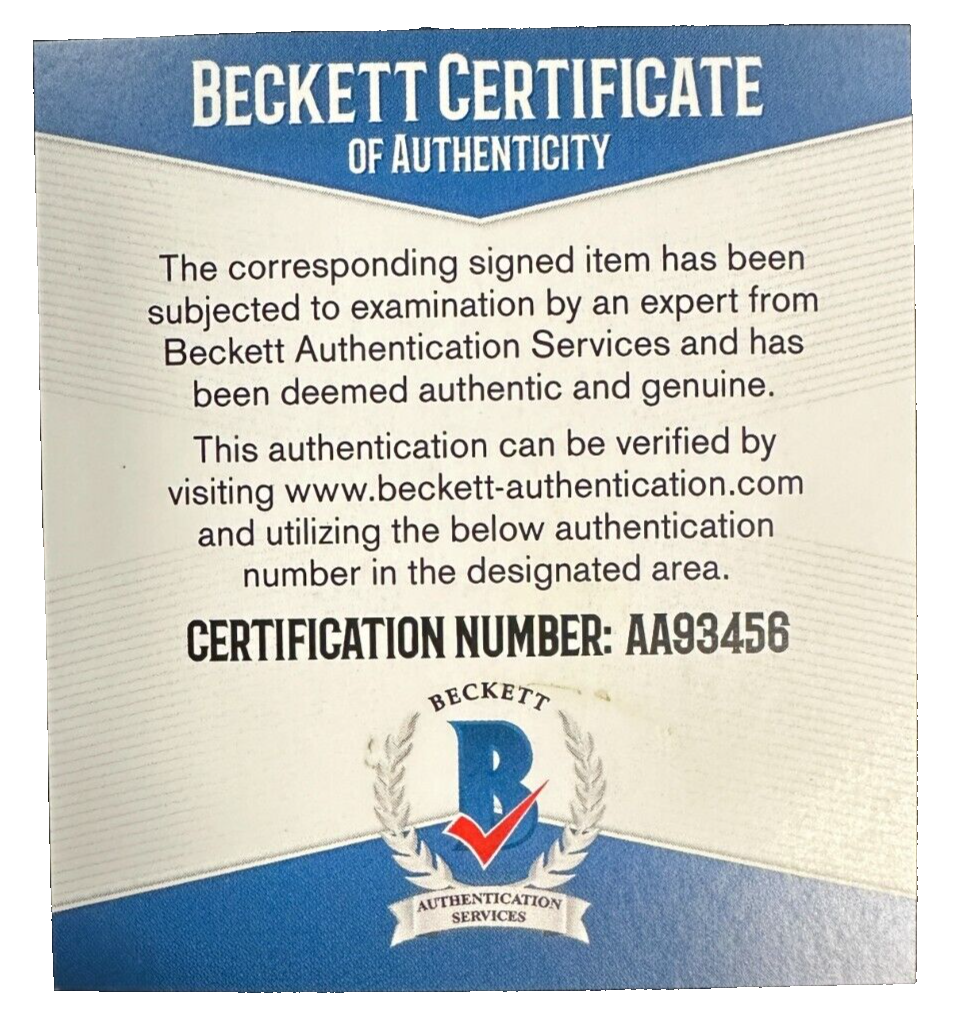 BECKETT CERTIFICATE
OF AUTHENTICITY
The corresponding signed item has been
subjected to examination by an expert from
Beckett Authentication Services and has
been deemed authentic and genuine.
This authentication can be verified by
visiting www.beckett-authentication.com
and utilizing the below authentication
number in the designated area.
CERTIFICATION NUMBER: AA93456
BECKETT
B
AUTHENTICATION
SERVICES